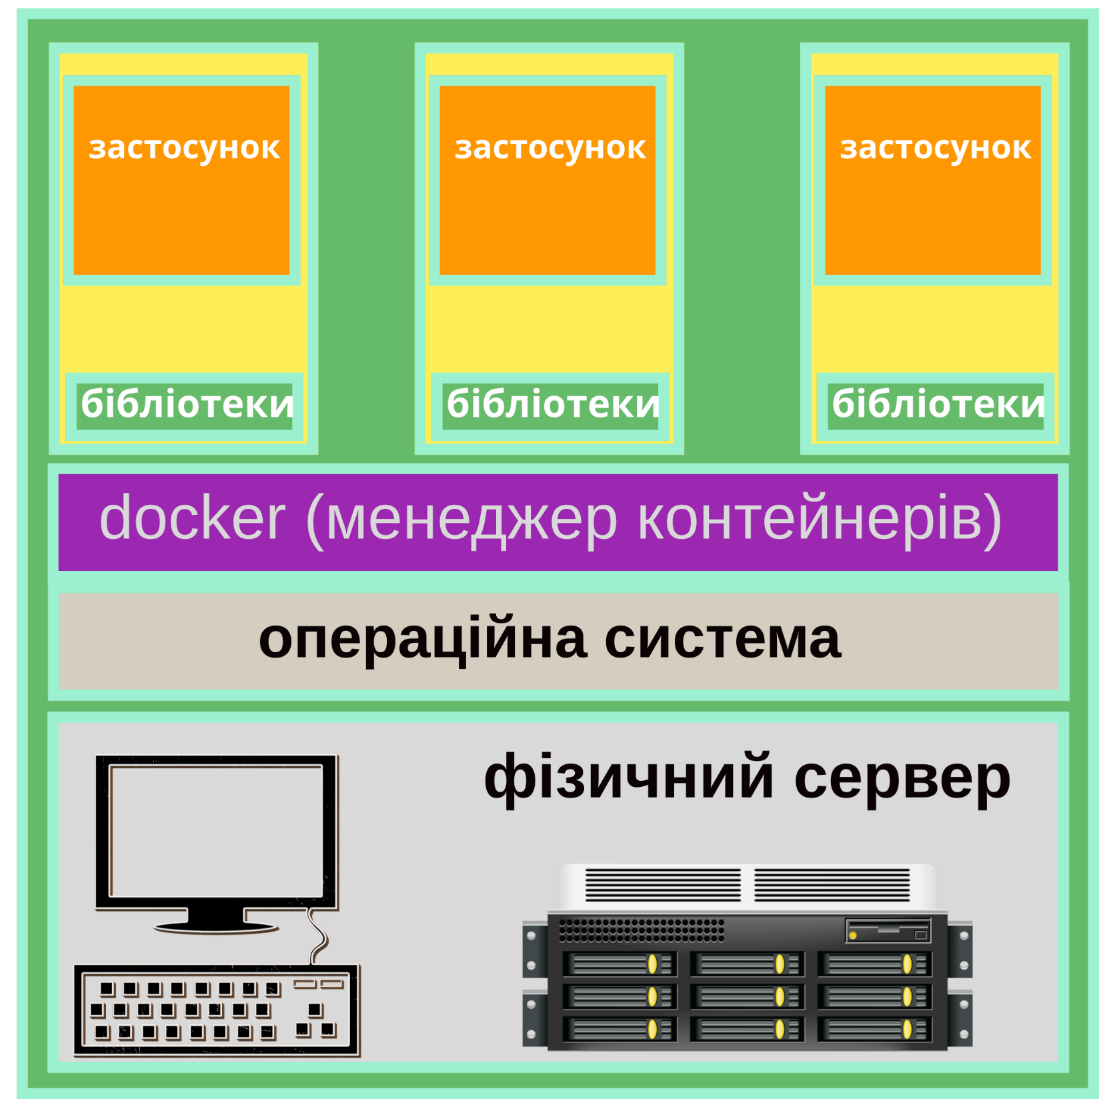 застосунок
застосунок
застосунок
бібліотеки
бібліотеки
бібліотеки
docker (менеджер контейнерів)
операційна система
фізичний сервер